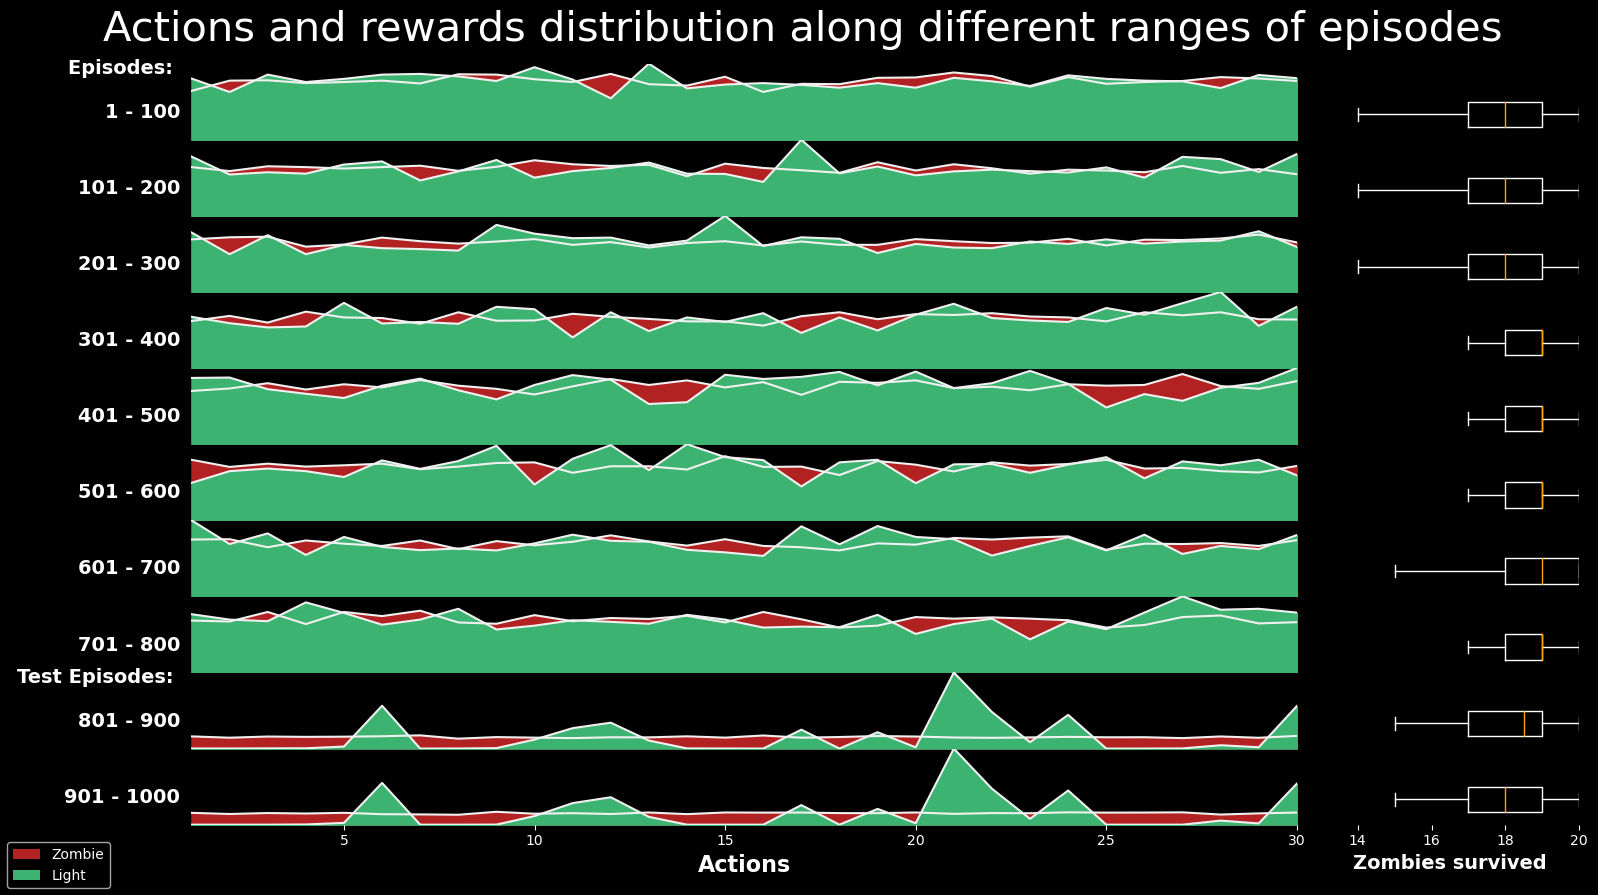 Actions and rewards distribution along different ranges of episodes
Episodes:
1 - 100
101 - 200
201 - 300
301 - 400
401 - 500
501 - 600
601 - 700
701 - 800
Test Episodes:
801 - 900
901 - 1000
5 10 15 20 25 30
14 16 18 20
Actions
Zombies survived
Zombie
Light